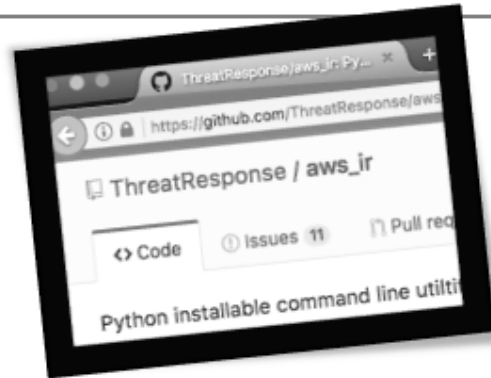 ThreatResponse/aws_ir: Py...
https://github.com/ThreatResponse/aws
ThreatResponse / aws_ir
<> Code
Issues 11
Pull req
Python installable command line utiliti